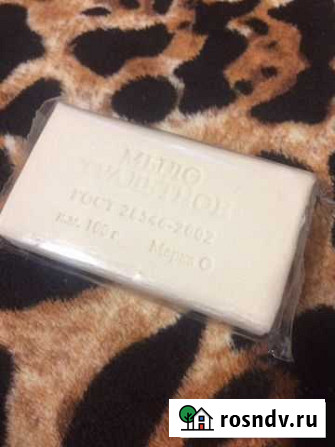 МЫЛО
ТУАЛЕТНОЕ
ГОСТ 28546-2002
н.м. 100 г. Марка О
rosndv.ru